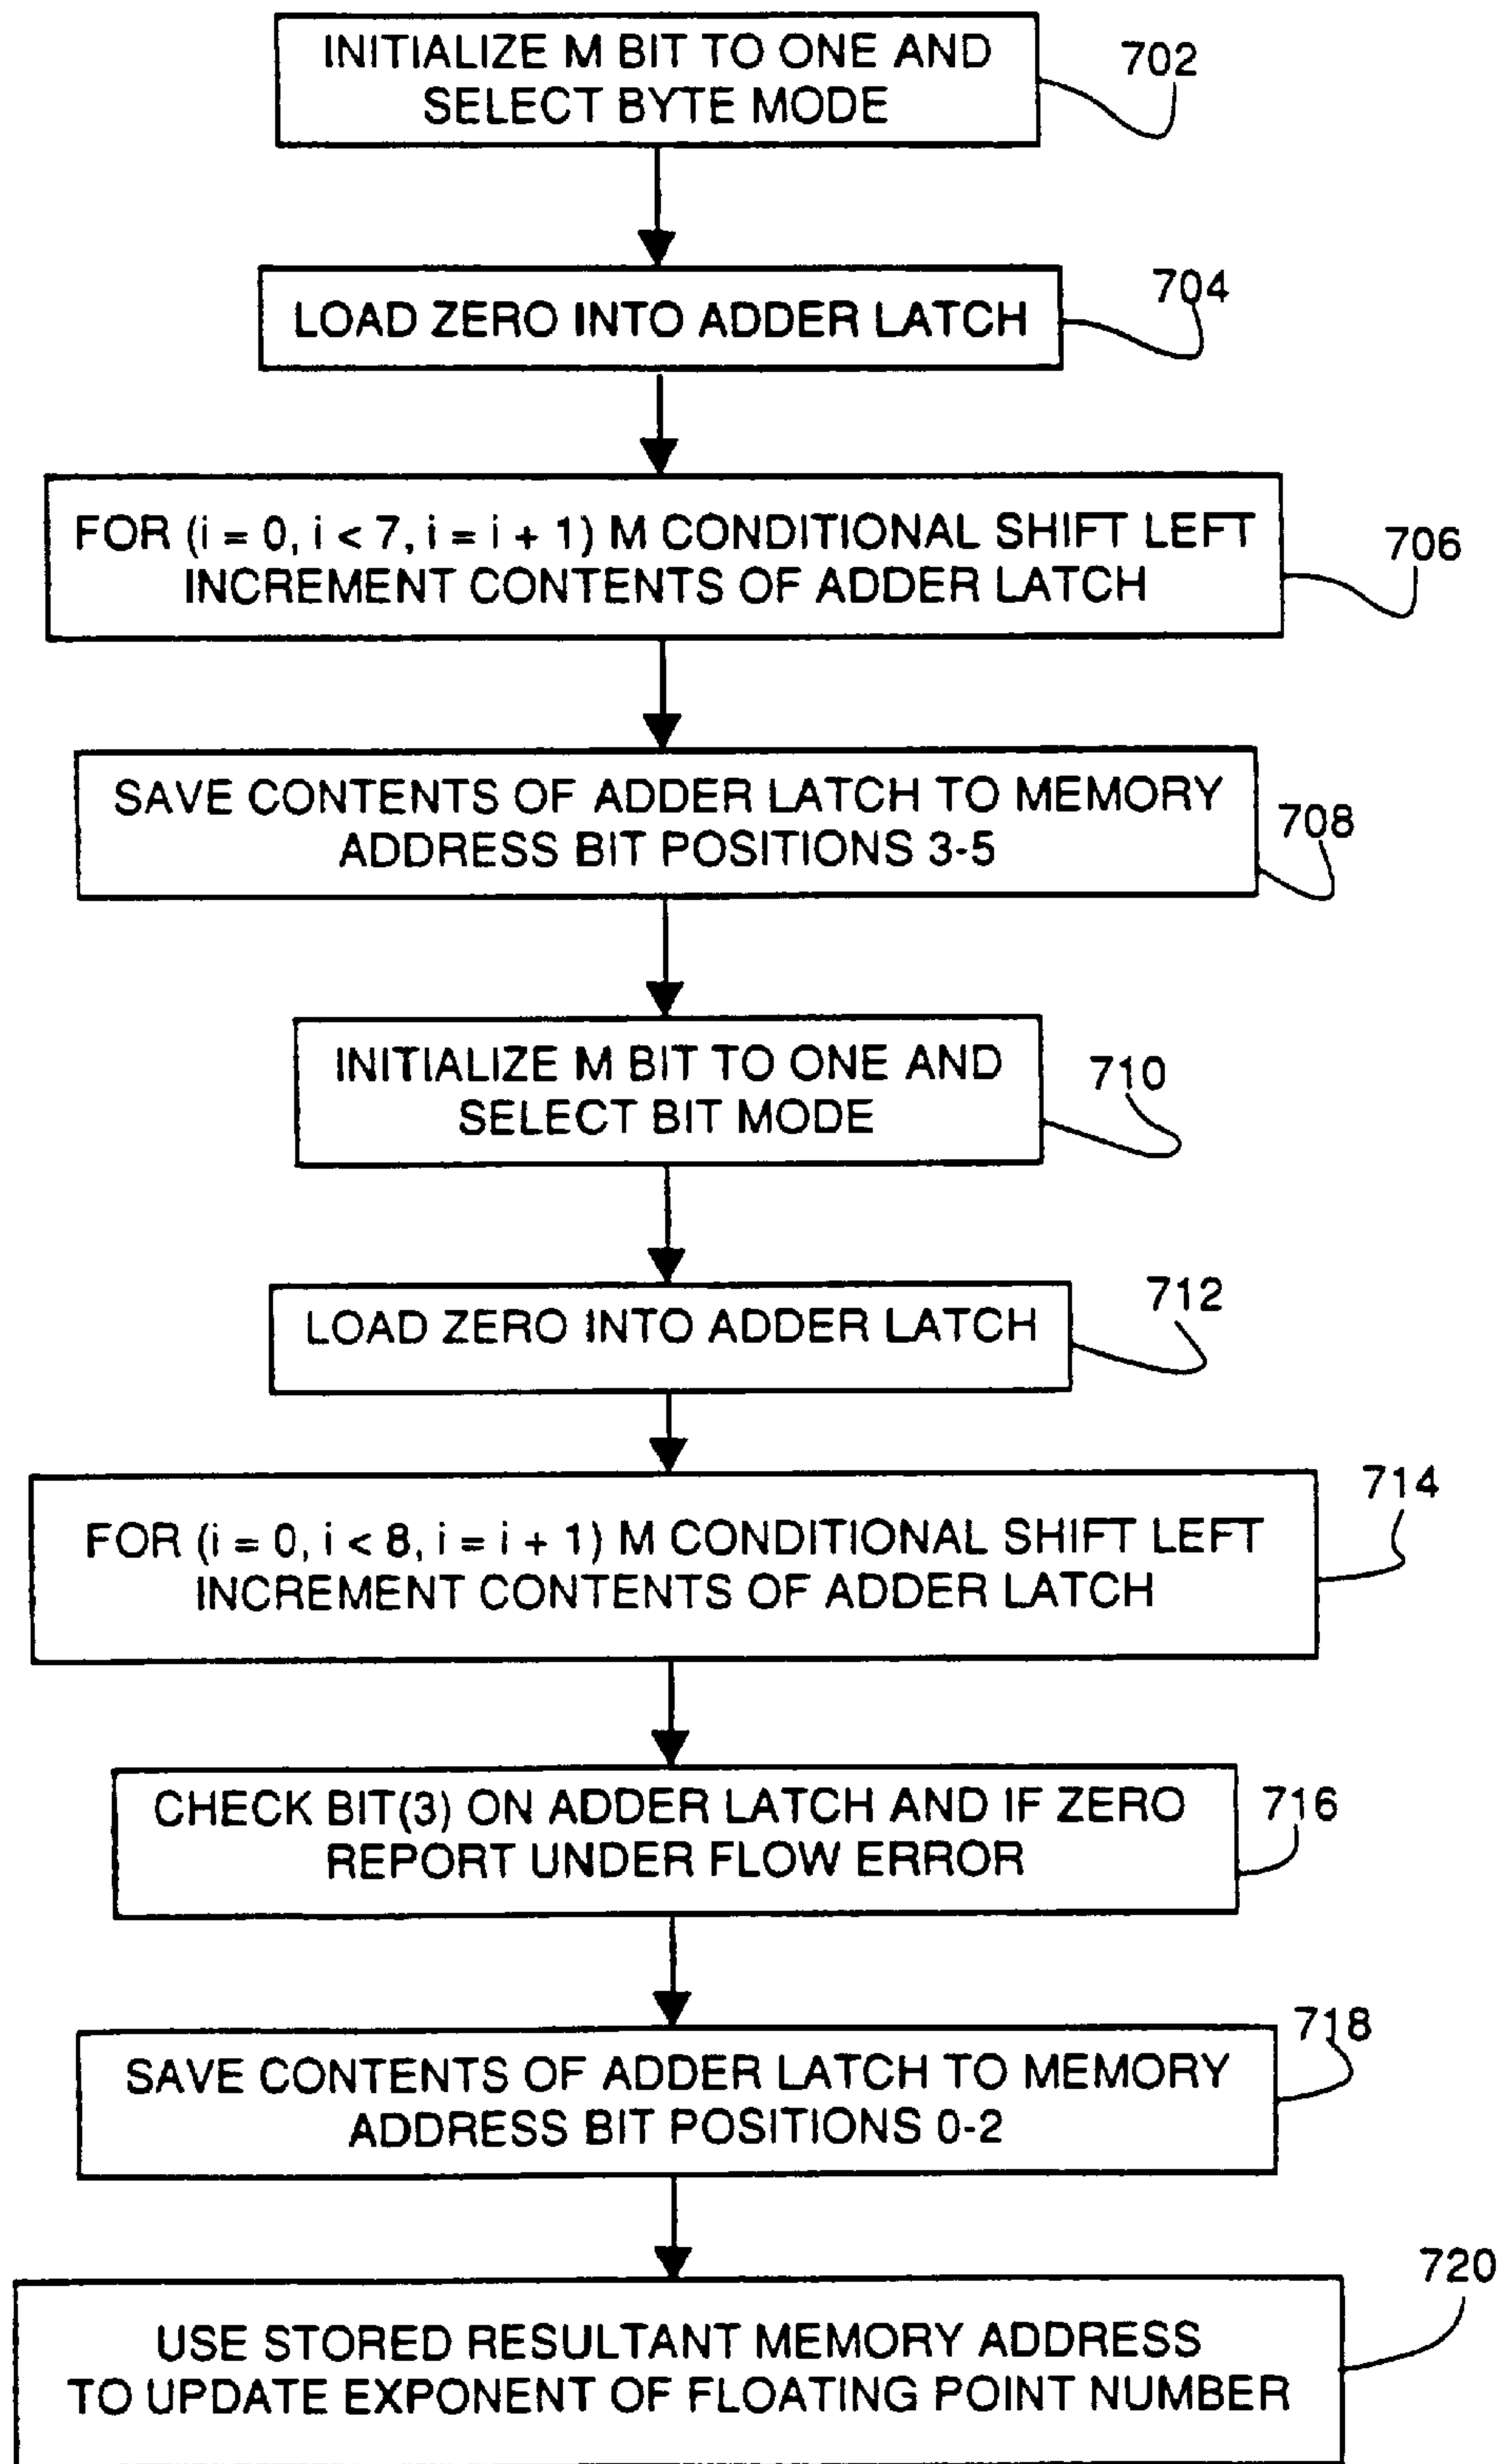 INITIALIZE M BIT TO ONE AND
SELECT BYTE MODE
702
LOAD ZERO INTO ADDER LATCH
704
FOR (i = 0, i < 7, i = i + 1) M CONDITIONAL SHIFT LEFT
INCREMENT CONTENTS OF ADDER LATCH
706
SAVE CONTENTS OF ADDER LATCH TO MEMORY
ADDRESS BIT POSITIONS 3-5
708
INITIALIZE M BIT TO ONE AND
SELECT BIT MODE
710
LOAD ZERO INTO ADDER LATCH
712
FOR (i = 0, i < 8, i = i + 1) M CONDITIONAL SHIFT LEFT
INCREMENT CONTENTS OF ADDER LATCH
714
CHECK BIT(3) ON ADDER LATCH AND IF ZERO
REPORT UNDER FLOW ERROR
716
SAVE CONTENTS OF ADDER LATCH TO MEMORY
ADDRESS BIT POSITIONS 0-2
718
USE STORED RESULTANT MEMORY ADDRESS
TO UPDATE EXPONENT OF FLOATING POINT NUMBER
720